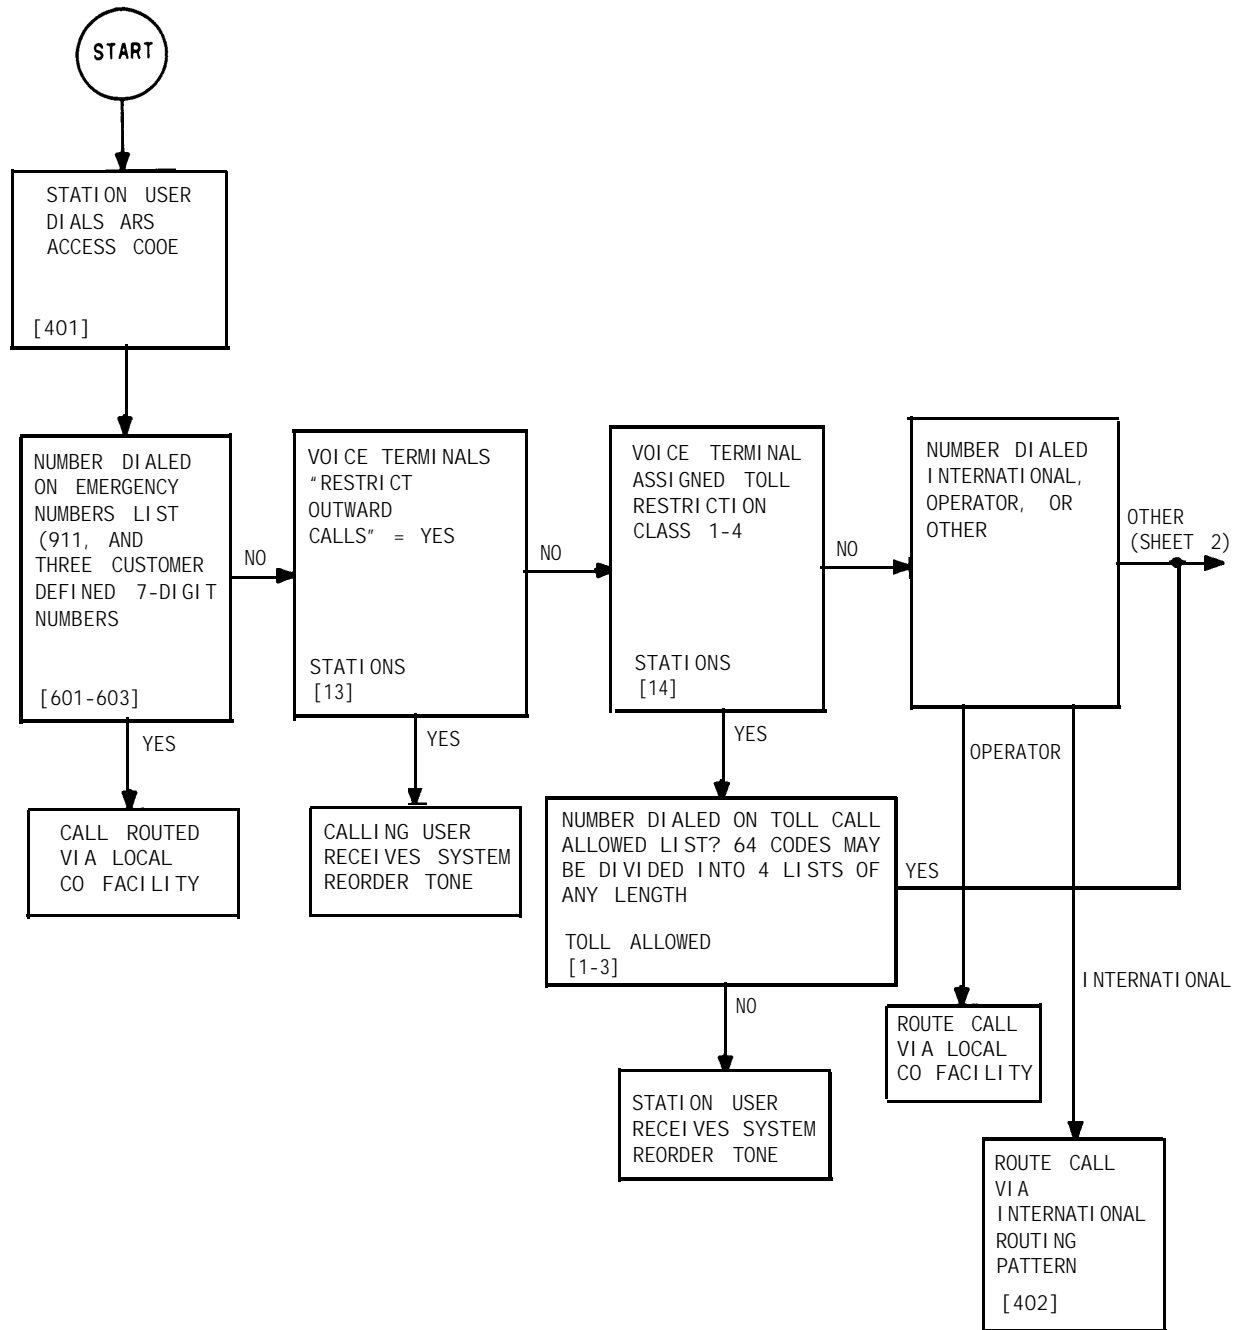 START
STATION USER
DIALS ARS
ACCESS COOE
[401]
NUMBER DIALED
ON EMERGENCY
NUMBERS LIST
(911, AND
THREE CUSTOMER
DEFINED 7-DIGIT
NUMBERS
[601-603]
NO
YES
CALL ROUTED
VIA LOCAL
CO FACILITY
VOICE TERMINALS
"RESTRICT
OUTWARD
CALLS" = YES
STATIONS
[13]
NO
YES
CALLING USER
RECEIVES SYSTEM
REORDER TONE
VOICE TERMINAL
ASSIGNED TOLL
RESTRICTION
CLASS 1-4
STATIONS
[14]
NO
YES
NUMBER DIALED ON TOLL CALL
ALLOWED LIST? 64 CODES MAY
BE DIVIDED INTO 4 LISTS OF
ANY LENGTH
TOLL ALLOWED
[1-3]
YES
NO
STATION USER
RECEIVES SYSTEM
REORDER TONE
NUMBER DIALED
INTERNATIONAL,
OPERATOR, OR
OTHER
OTHER
(SHEET 2)
OPERATOR
INTERNATIONAL
ROUTE CALL
VIA LOCAL
CO FACILITY
ROUTE CALL
VIA
INTERNATIONAL
ROUTING
PATTERN
[402]